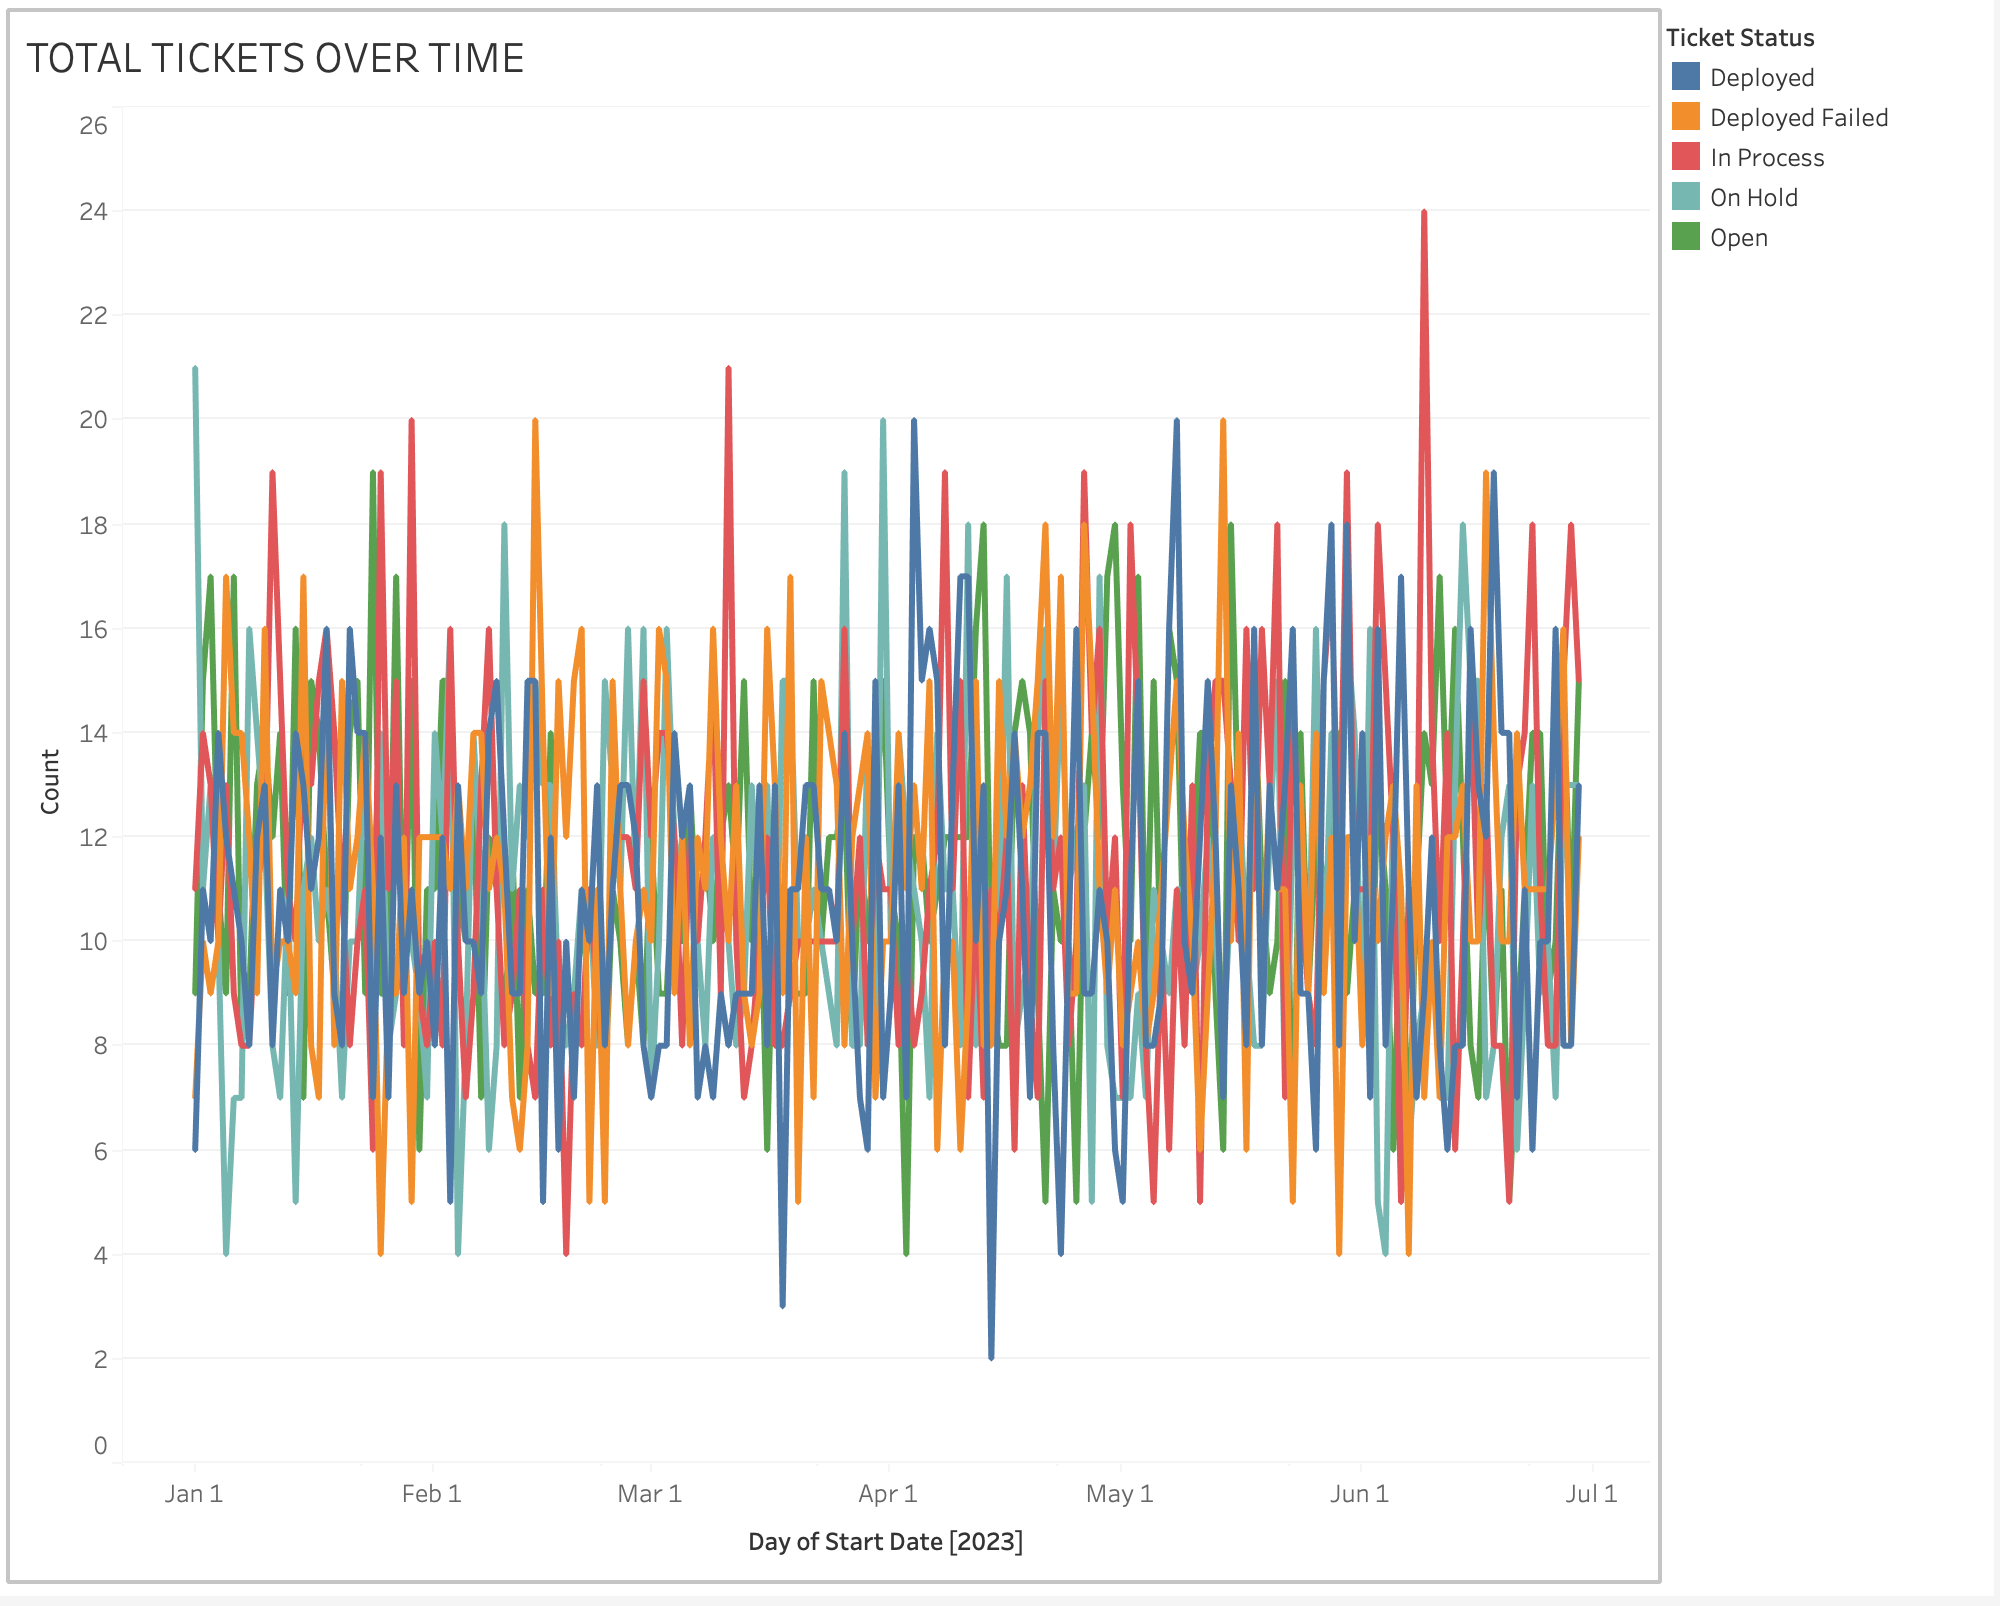 TOTAL TICKETS OVER TIME
Ticket Status
Deployed
Deployed Failed
In Process
On Hold
Open
26
24
22
20
18
16
14
12
10
8
6
4
2
0
Count
Jan 1 Feb 1 Mar 1 Apr 1 May 1 Jun 1 Jul 1
Day of Start Date [2023]